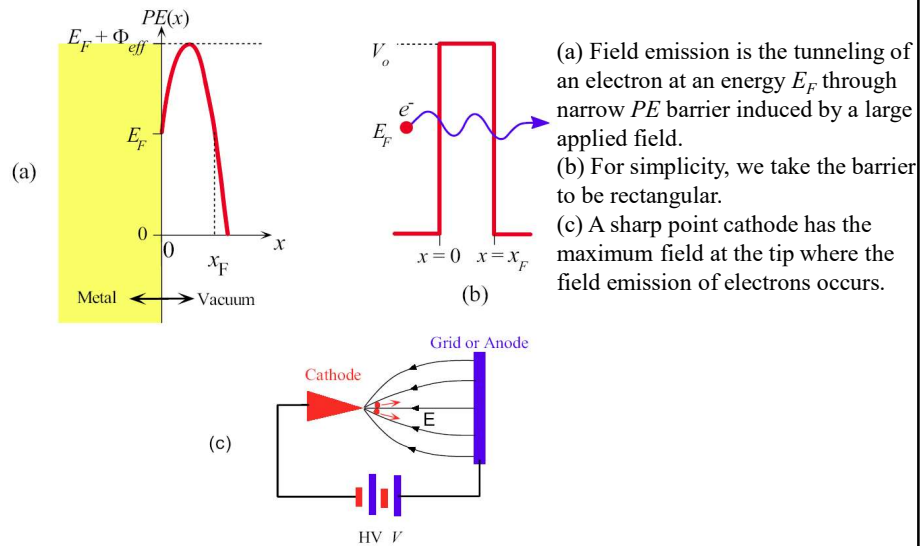 PE(x)
E_F + Φ_eff
E_F
(a)
0
0
x
x_F
Metal
Vacuum
V_o
e^-
E_F
x = 0
x = x_F
(b)
(a) Field emission is the tunneling of
an electron at an energy E_F through
narrow PE barrier induced by a large
applied field.
(b) For simplicity, we take the barrier
to be rectangular.
(c) A sharp point cathode has the
maximum field at the tip where the
field emission of electrons occurs.
Grid or Anode
Cathode
E
(c)
HV V